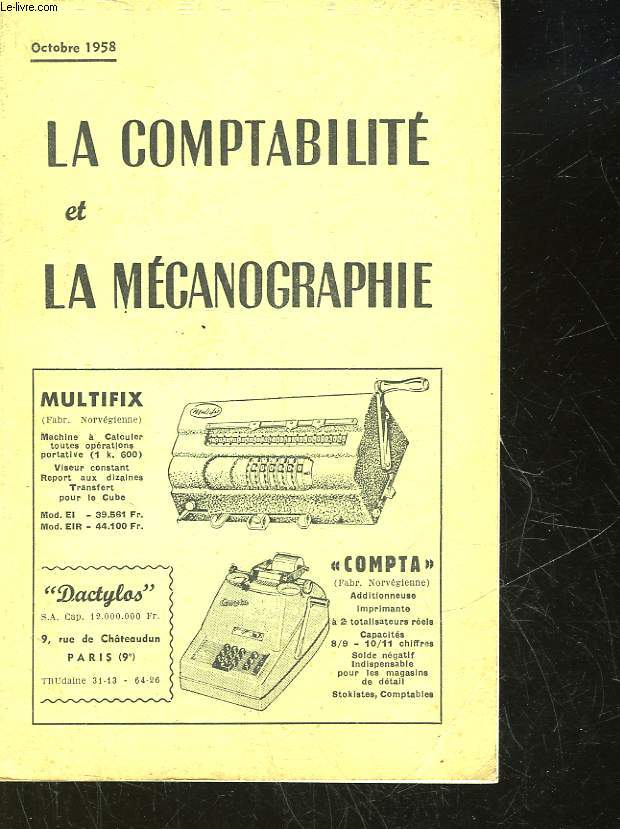 Le-livre.com
Octobre 1958
LA COMPTABILITÉ
et
LA MÉCANOGRAPHIE
MULTIFIX
(Fabr. Norvégienne)
Machine à Calculer
toutes opérations
portative (1 k. 600)
Viseur constant
Report aux dizaines
Transfert
pour le Cube
Mod. EI - 39.561 Fr.
Mod. EIR - 44.100 Fr.
Multifix
"Dactylos"
S.A. Cap. 12.000.000 Fr.
9, rue de Châteaudun
PARIS (9e)
TRUdaine 31-13 - 64-26
Compta
« COMPTA »
(Fabr. Norvégienne)
Additionneuse
imprimante
à 2 totalisateurs réels
Capacités
8/9 - 10/11 chiffres
Solde négatif
Indispensable
pour les magasins
de détail
Stokistes, Comptables